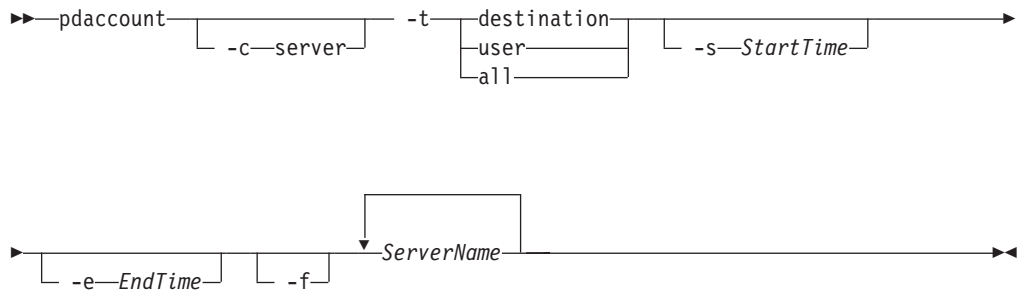 pdaccount -t destination
-c server user -s StartTime
all
ServerName
-e EndTime -f